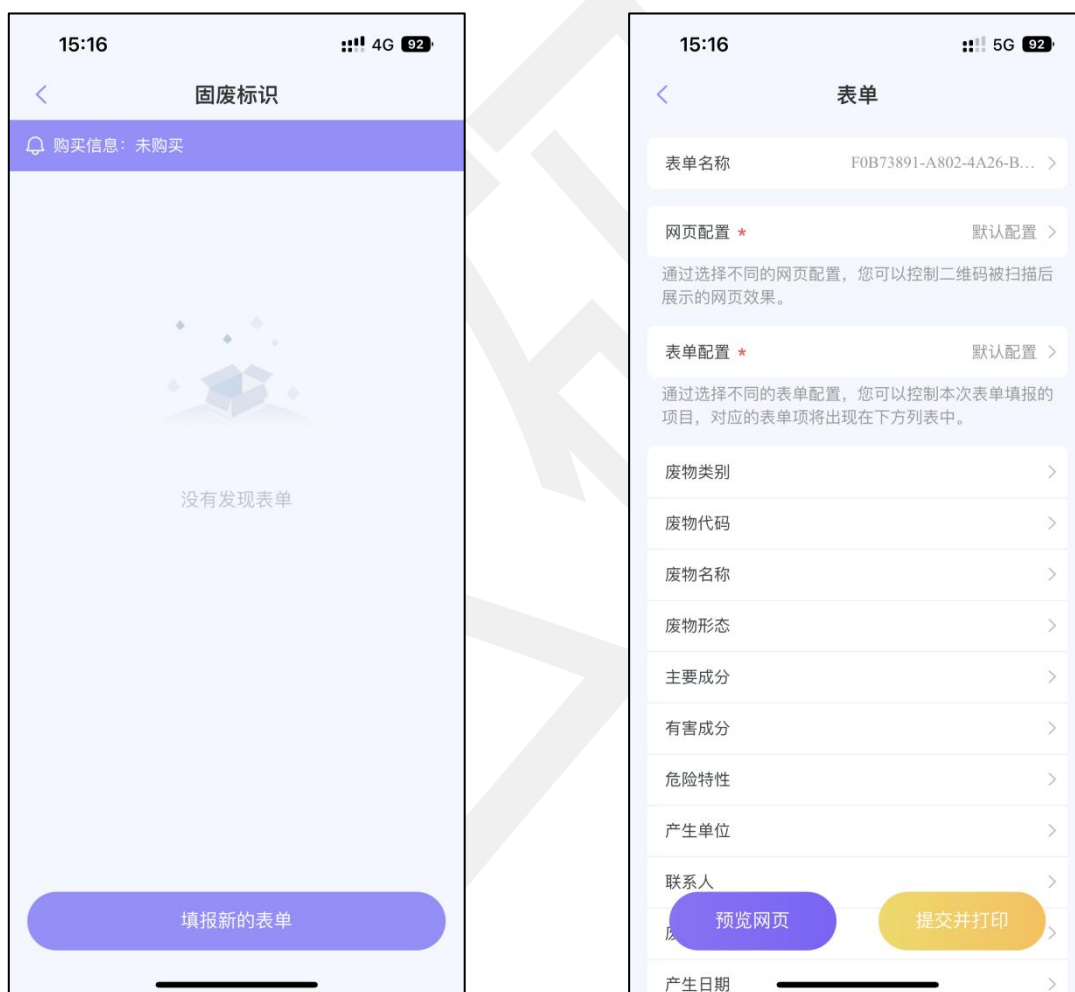 15:16
4G 92
固废标识
购买信息：未购买
没有发现表单
填报新的表单
15:16
5G 92
表单
表单名称 F0B73891-A802-4A26-B...
网页配置 *
默认配置
通过选择不同的网页配置，您可以控制二维码被扫描后
展示的网页效果。
表单配置 *
默认配置
通过选择不同的表单配置，您可以控制本次表单填报的
项目，对应的表单项将出现在下方列表中。
废物类别
废物代码
废物名称
废物形态
主要成分
有害成分
危险特性
产生单位
联系人
预览网页
提交并打印
产生日期